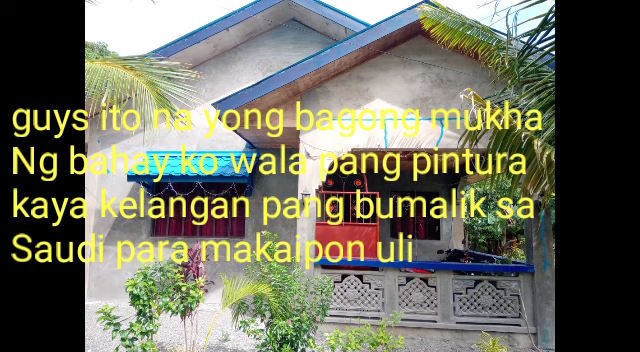 guys ito na yong bagong mukha
Ng bahay ko wala pang pintura
kaya kelangan pang bumalik sa
Saudi para makaipon uli